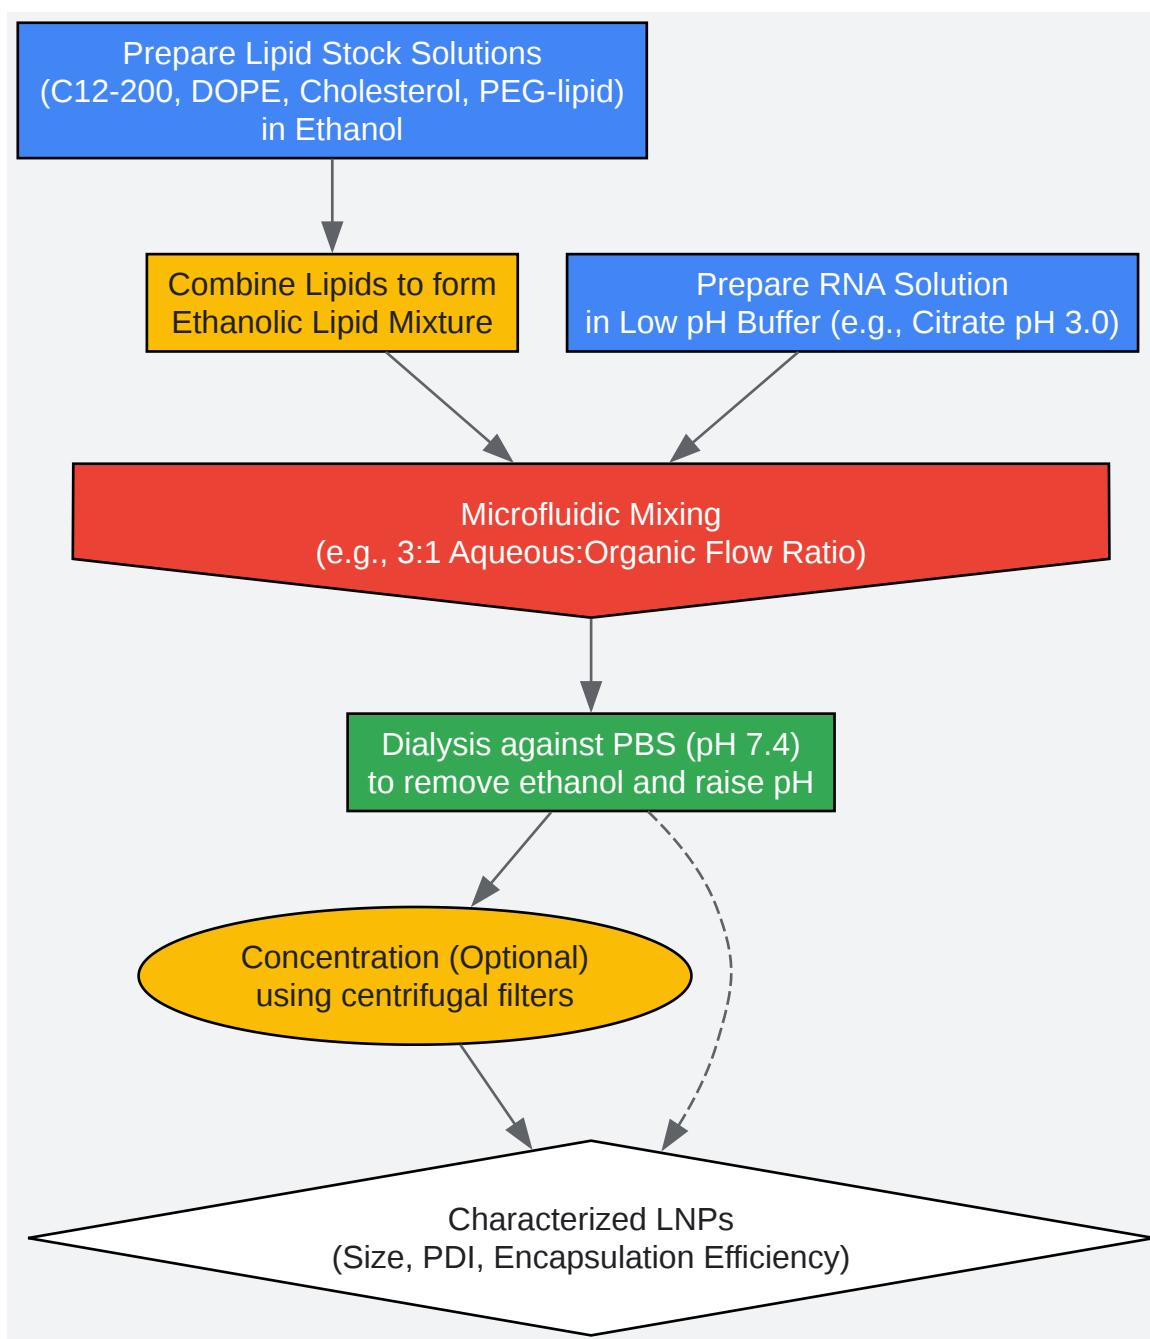 Prepare Lipid Stock Solutions
(C12-200, DOPE, Cholesterol, PEG-lipid)
in Ethanol
Combine Lipids to form
Ethanolic Lipid Mixture
Prepare RNA Solution
in Low pH Buffer (e.g., Citrate pH 3.0)
Microfluidic Mixing
(e.g., 3:1 Aqueous:Organic Flow Ratio)
Dialysis against PBS (pH 7.4)
to remove ethanol and raise pH
Concentration (Optional)
using centrifugal filters
Characterized LNPs
(Size, PDI, Encapsulation Efficiency)